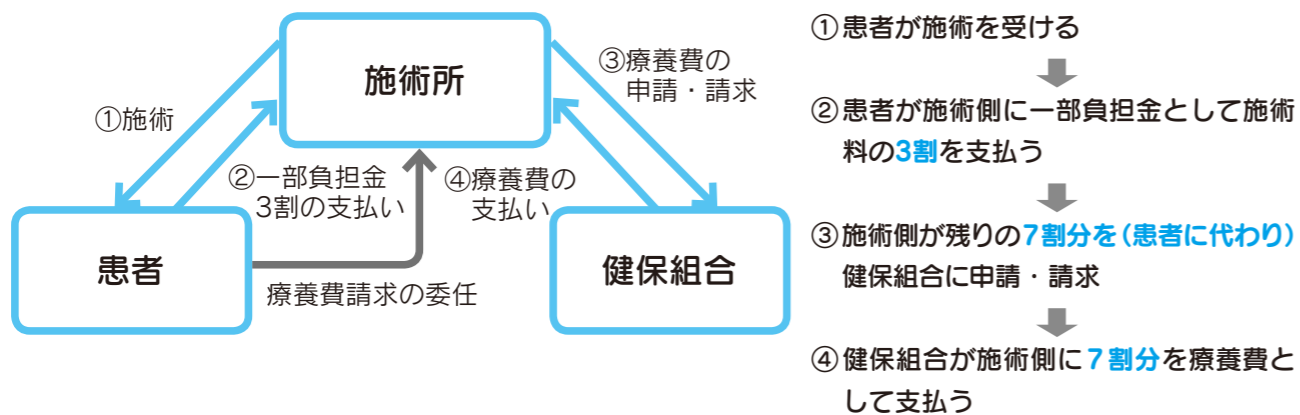 施術所
①施術
②一部負担金
3割の支払い
③療養費の
申請・請求
④療養費の
支払い
患者
健保組合
療養費請求の委任
①患者が施術を受ける
②患者が施術側に一部負担金として施術
料の3割を支払う
③施術側が残りの7割分を(患者に代わり)
健保組合に申請・請求
④健保組合が施術側に7割分を療養費と
して支払う